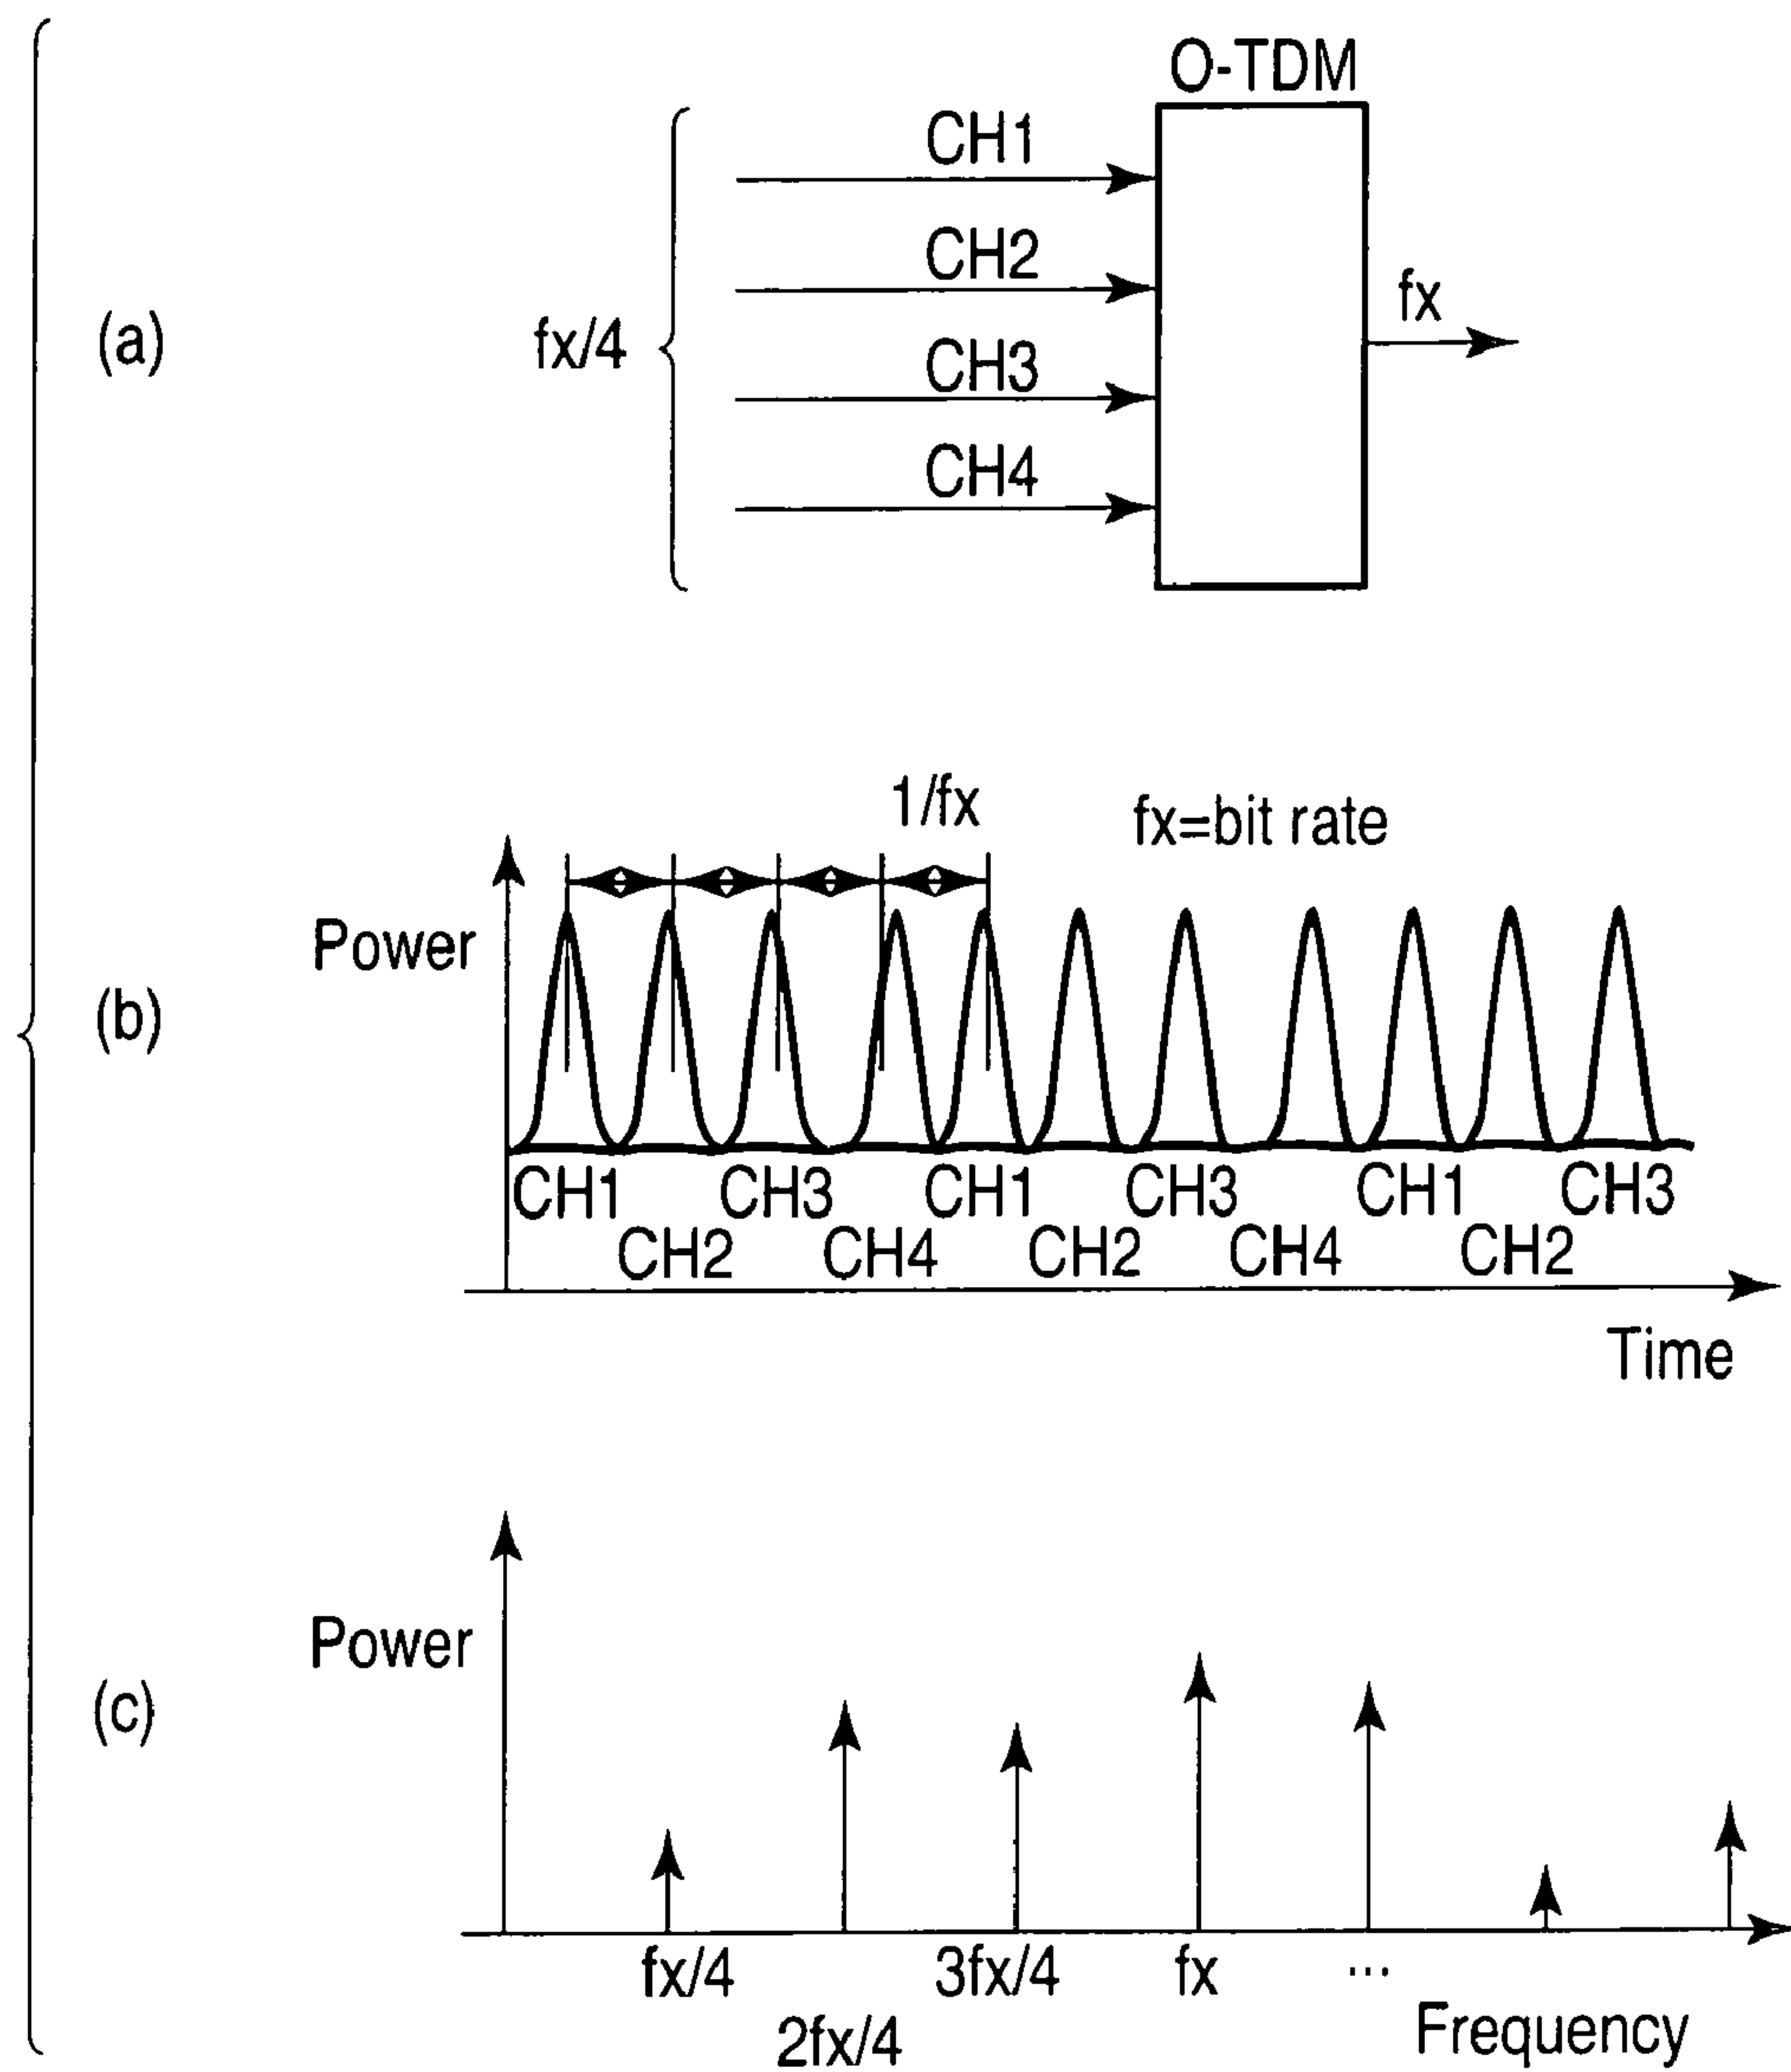 (a)
O-TDM
CH1
CH2
CH3
CH4
fx/4
fx
(b)
1/fx
fx=bit rate
Power
CH1 CH3 CH1 CH3 CH1 CH3
CH2 CH4 CH2 CH4 CH2
Time
(c)
Power
fx/4 3fx/4 fx ...
2fx/4
Frequency